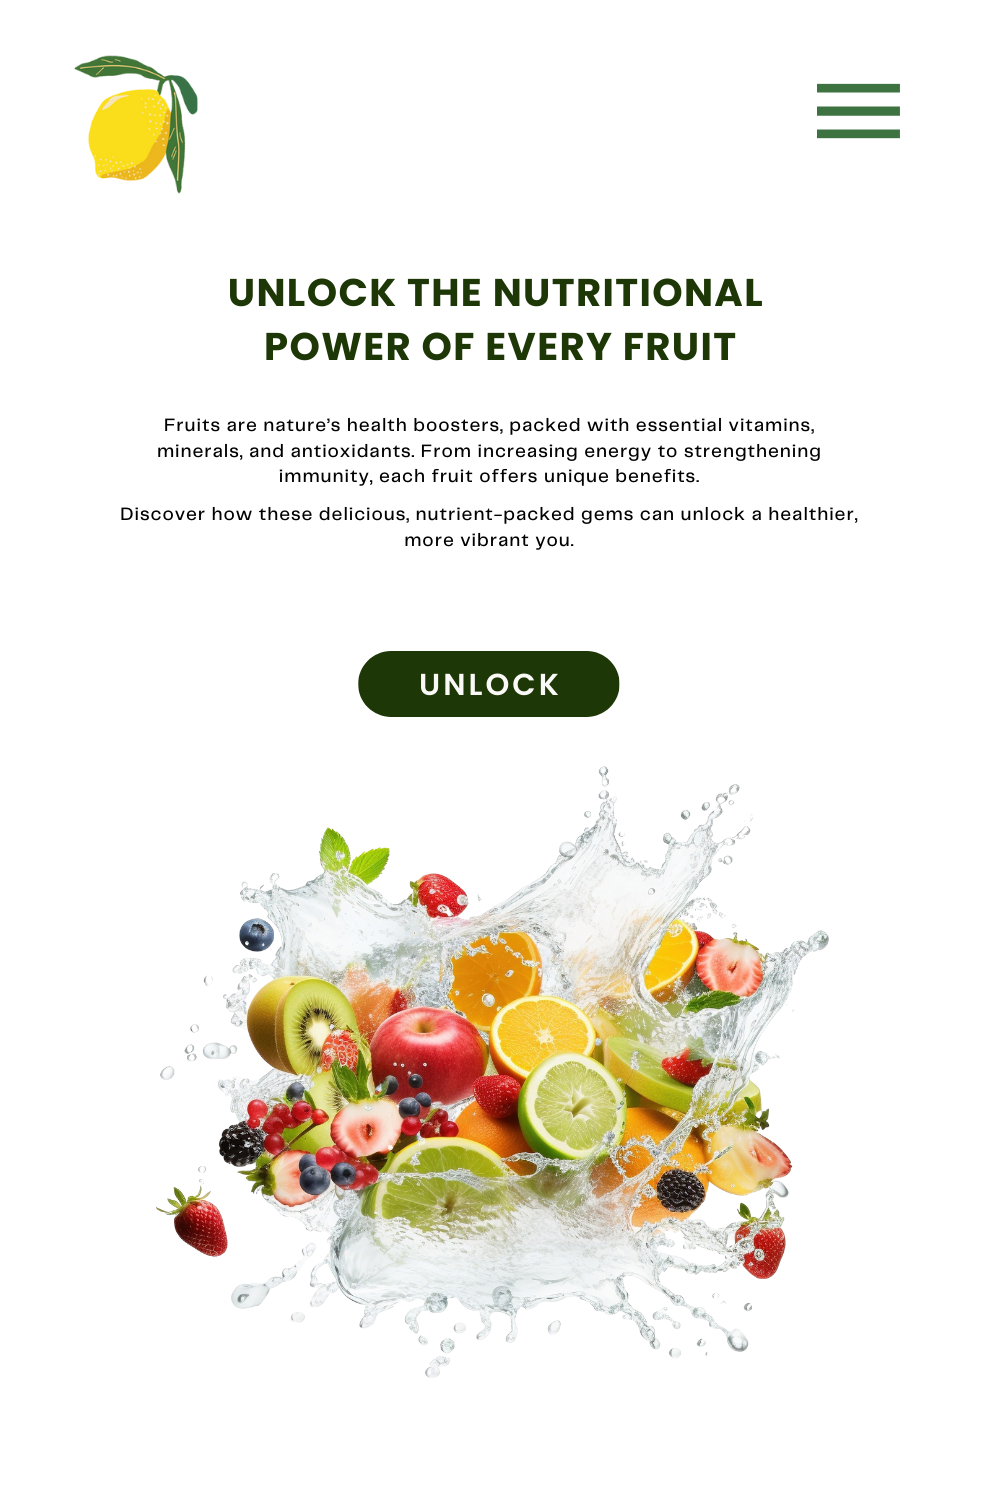 UNLOCK THE NUTRITIONAL
POWER OF EVERY FRUIT
Fruits are nature’s health boosters, packed with essential vitamins,
minerals, and antioxidants. From increasing energy to strengthening
immunity, each fruit offers unique benefits.
Discover how these delicious, nutrient-packed gems can unlock a healthier,
more vibrant you.
UNLOCK